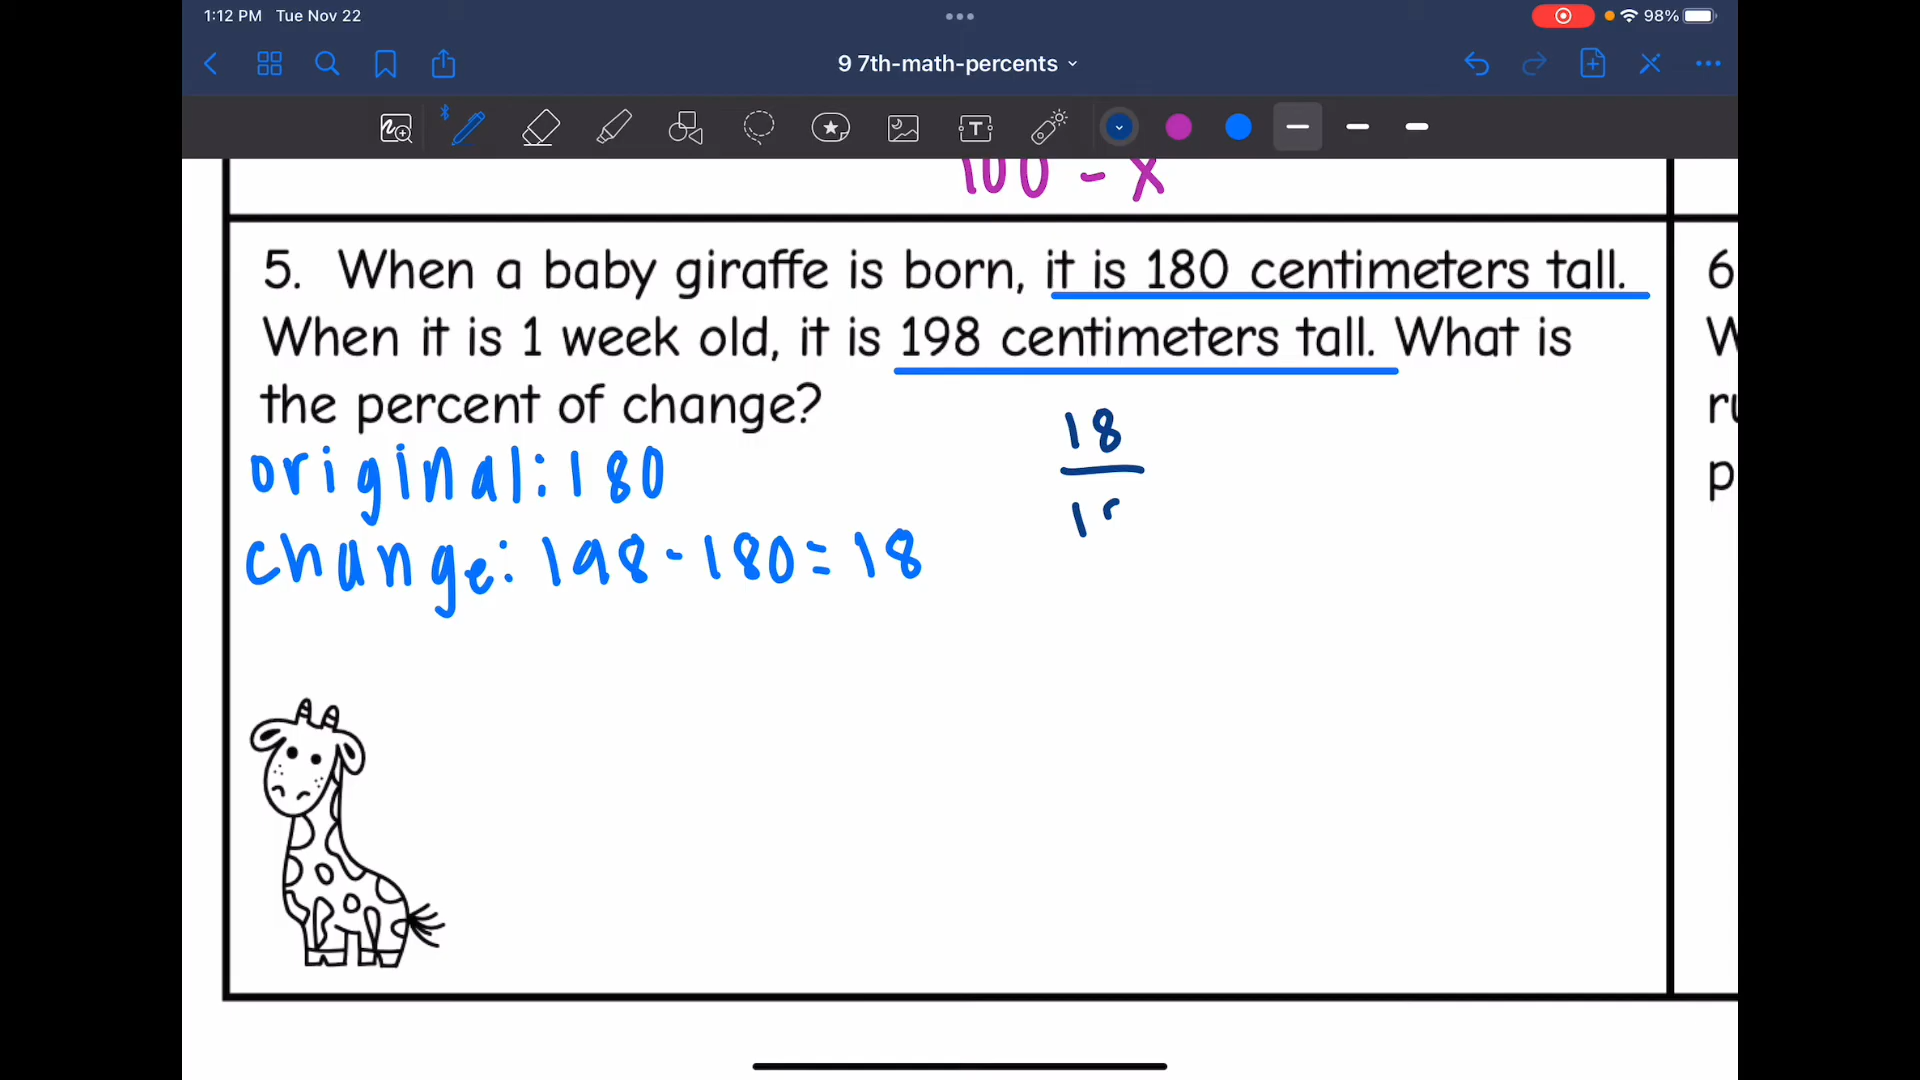 1:12 PM Tue Nov 22
98%
9 7th-math-percents
T
100 - X
5. When a baby giraffe is born, it is 180 centimeters tall.
When it is 1 week old, it is 198 centimeters tall. What is
the percent of change?
6
18
original: 180
change: 198 - 180 = 18